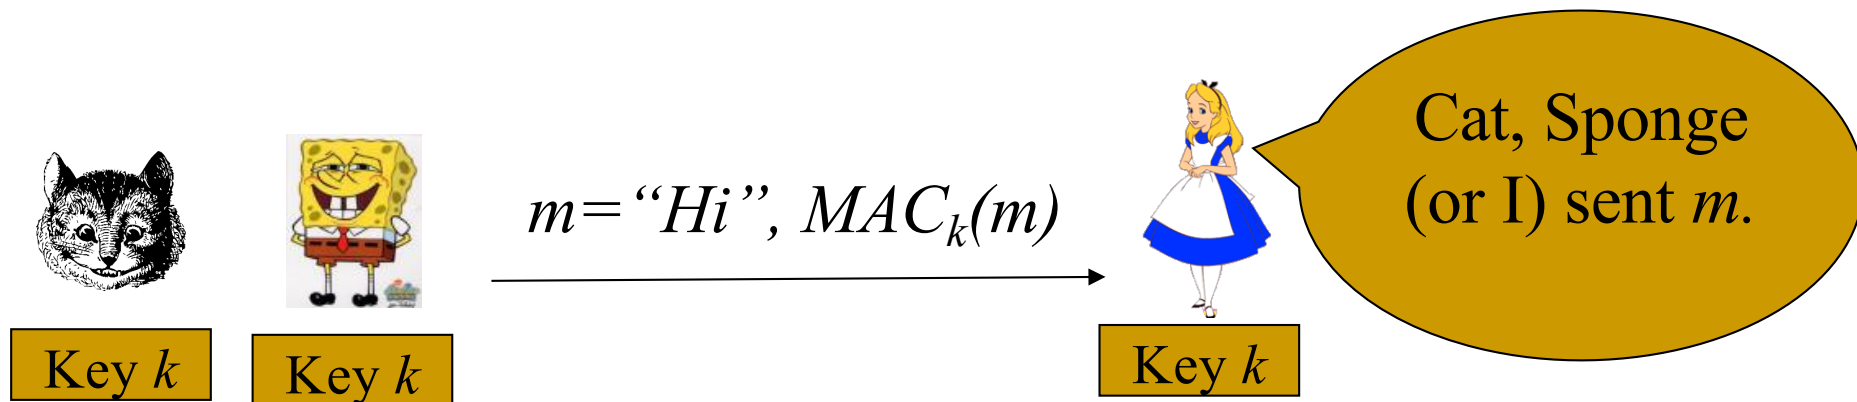 Cat, Sponge
(or I) sent m.
m=“Hi”, MACk(m)
Key k
Key k
Key k